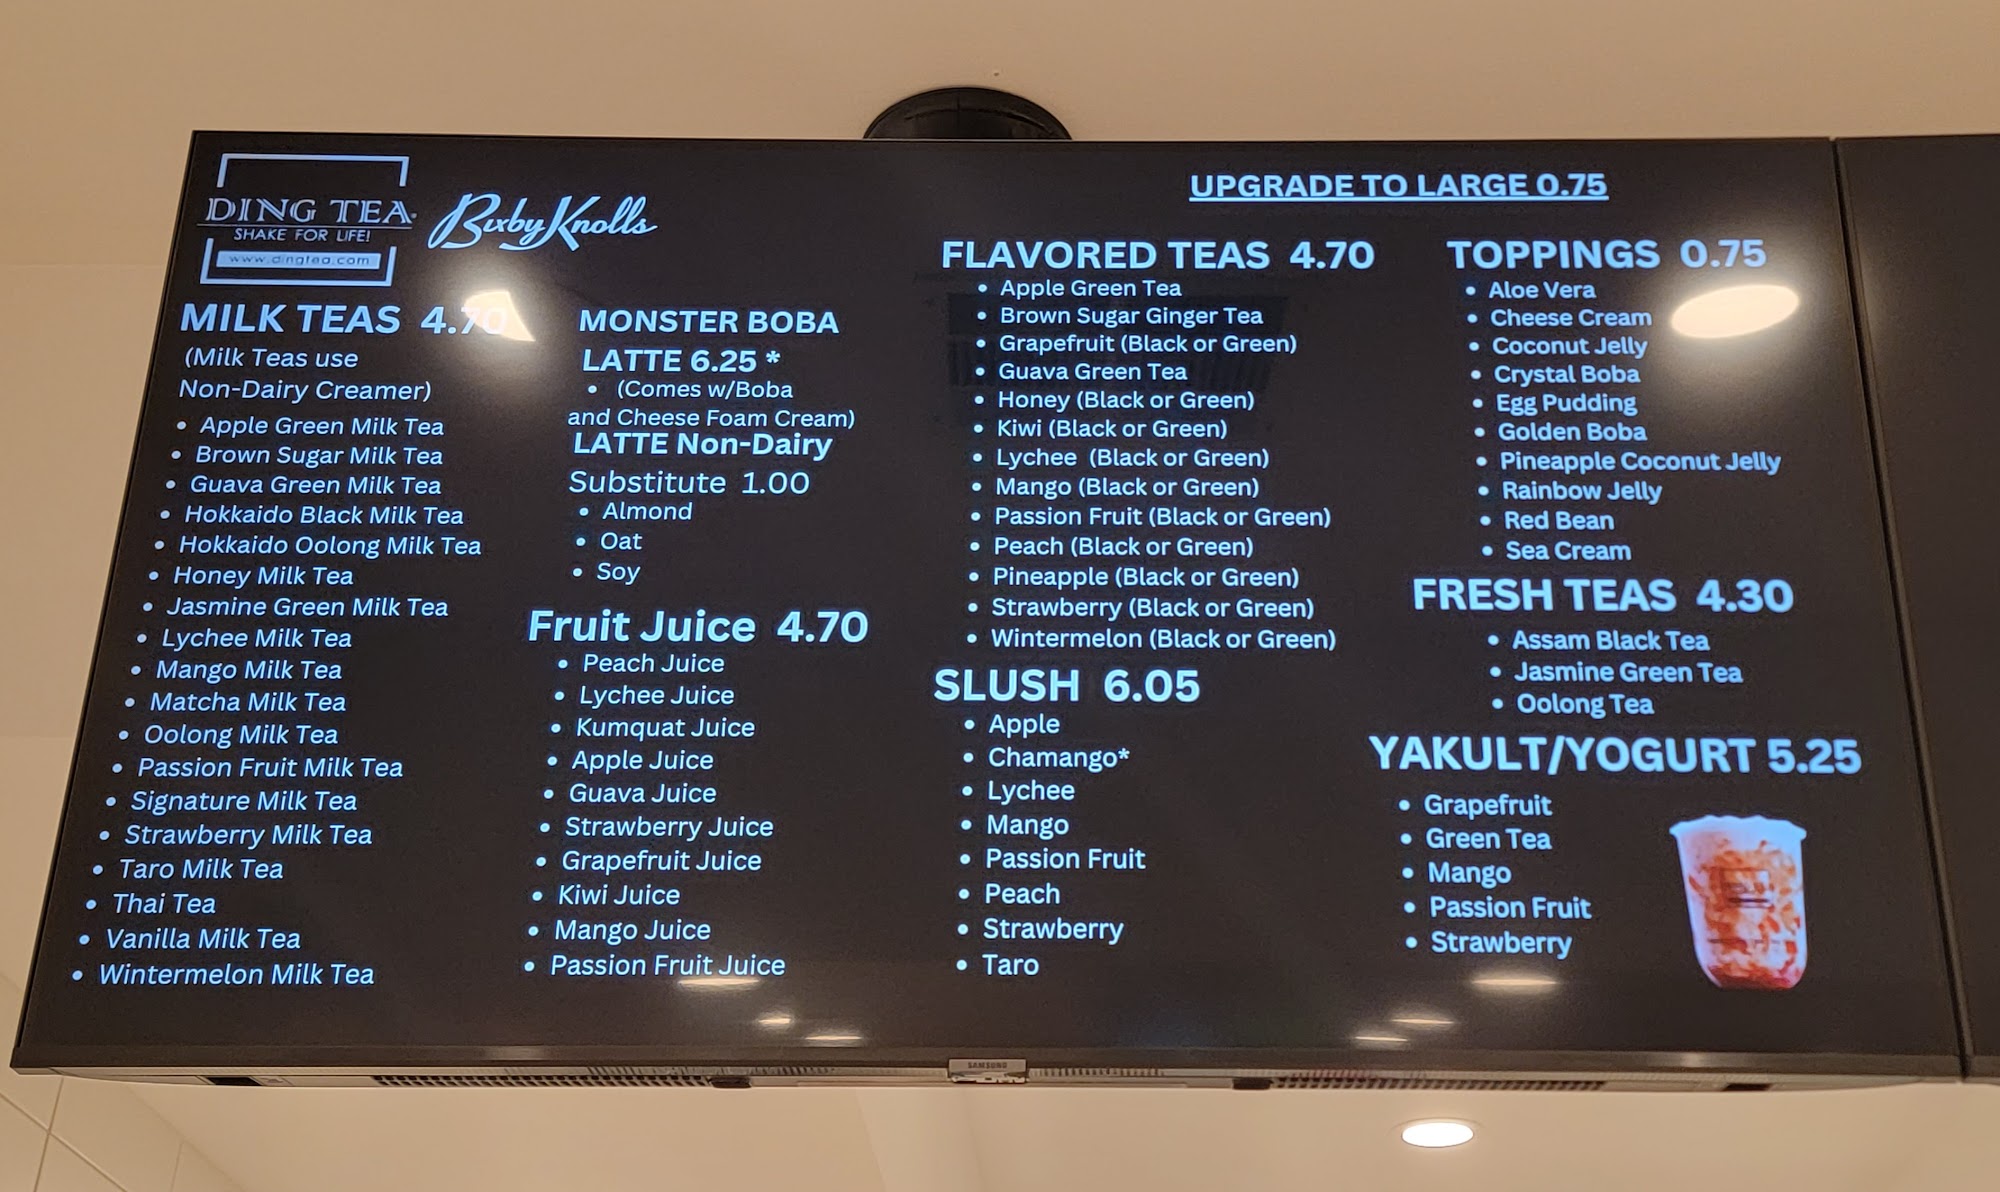 DING TEA
SHAKE FOR LIFE!
www.dingtea.com
Bixby Knolls
MILK TEAS 4.70
(Milk Teas use
Non-Dairy Creamer)
• Apple Green Milk Tea
• Brown Sugar Milk Tea
• Guava Green Milk Tea
• Hokkaido Black Milk Tea
• Hokkaido Oolong Milk Tea
• Honey Milk Tea
• Jasmine Green Milk Tea
• Lychee Milk Tea
• Mango Milk Tea
• Matcha Milk Tea
• Oolong Milk Tea
• Passion Fruit Milk Tea
• Signature Milk Tea
• Strawberry Milk Tea
• Taro Milk Tea
• Thai Tea
• Vanilla Milk Tea
• Wintermelon Milk Tea
MONSTER BOBA
LATTE 6.25 *
• (Comes w/Boba
and Cheese Foam Cream)
LATTE Non-Dairy
Substitute 1.00
• Almond
• Oat
• Soy
Fruit Juice 4.70
• Peach Juice
• Lychee Juice
• Kumquat Juice
• Apple Juice
• Guava Juice
• Strawberry Juice
• Grapefruit Juice
• Kiwi Juice
• Mango Juice
• Passion Fruit Juice
UPGRADE TO LARGE 0.75
FLAVORED TEAS 4.70
• Apple Green Tea
• Brown Sugar Ginger Tea
• Grapefruit (Black or Green)
• Guava Green Tea
• Honey (Black or Green)
• Kiwi (Black or Green)
• Lychee (Black or Green)
• Mango (Black or Green)
• Passion Fruit (Black or Green)
• Peach (Black or Green)
• Pineapple (Black or Green)
• Strawberry (Black or Green)
• Wintermelon (Black or Green)
SLUSH 6.05
• Apple
• Chamango*
• Lychee
• Mango
• Passion Fruit
• Peach
• Strawberry
• Taro
TOPPINGS 0.75
• Aloe Vera
• Cheese Cream
• Coconut Jelly
• Crystal Boba
• Egg Pudding
• Golden Boba
• Pineapple Coconut Jelly
• Rainbow Jelly
• Red Bean
• Sea Cream
FRESH TEAS 4.30
• Assam Black Tea
• Jasmine Green Tea
• Oolong Tea
YAKULT/YOGURT 5.25
• Grapefruit
• Green Tea
• Mango
• Passion Fruit
• Strawberry
SAMSUNG